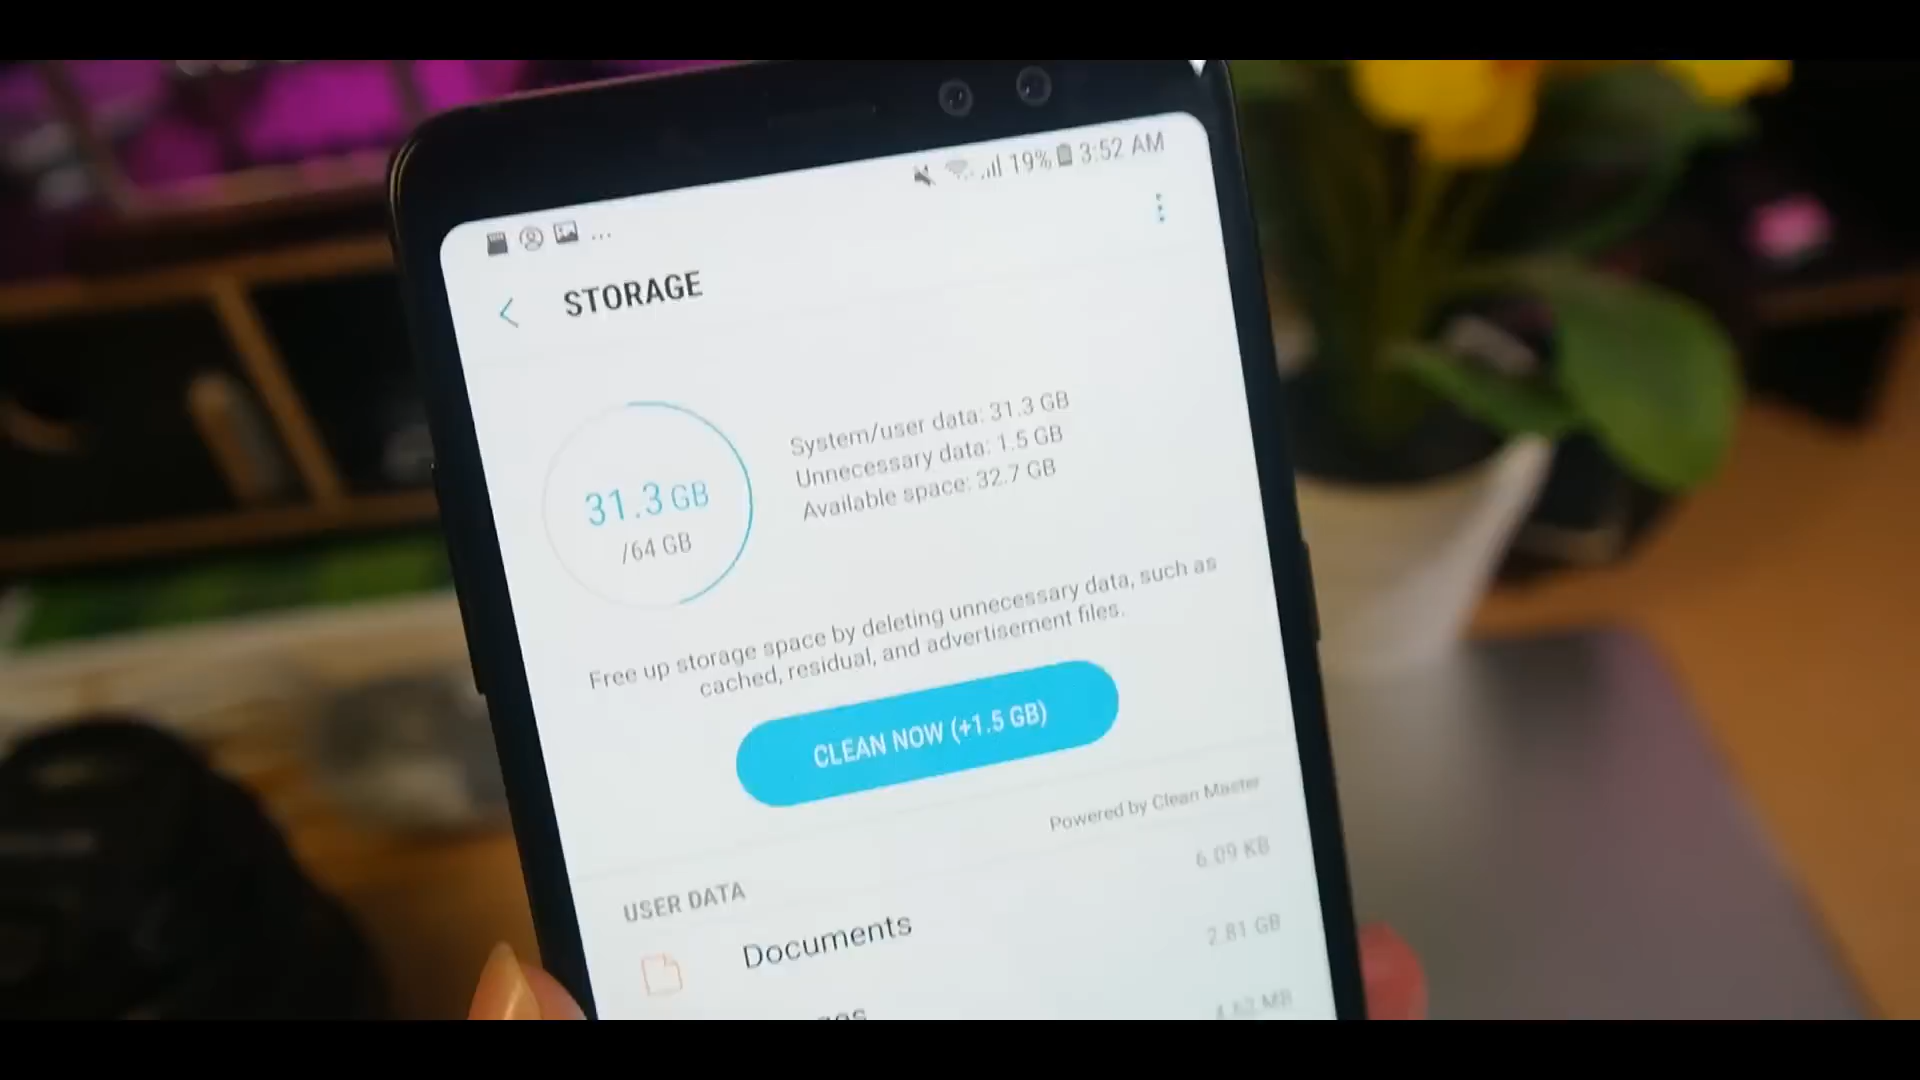 19% 3:52 AM
...
STORAGE
31.3 GB
/64 GB
System/user data: 31.3 GB
Unnecessary data: 1.5 GB
Available space: 32.7 GB
Free up storage space by deleting unnecessary data, such as
cached, residual, and advertisement files.
CLEAN NOW (+1.5 GB)
Powered by Clean Master
USER DATA
6.09 KB
Documents
2.81 GB